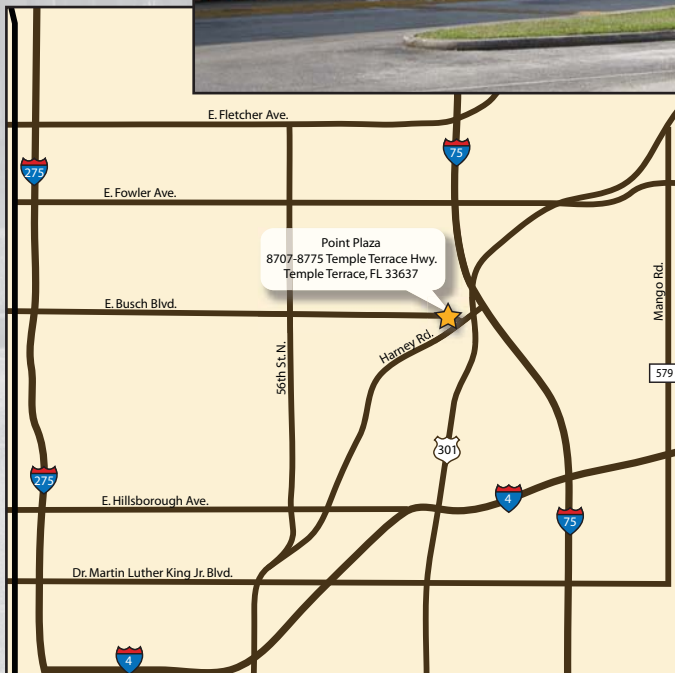 E. Fletcher Ave.
75
275
E. Fowler Ave.
Point Plaza
8707-8775 Temple Terrace Hwy.
Temple Terrace, FL 33637
Mango Rd.
E. Busch Blvd.
Harney Rd.
56th St. N.
579
301
275
E. Hillsborough Ave.
4
75
Dr. Martin Luther King Jr. Blvd.
4